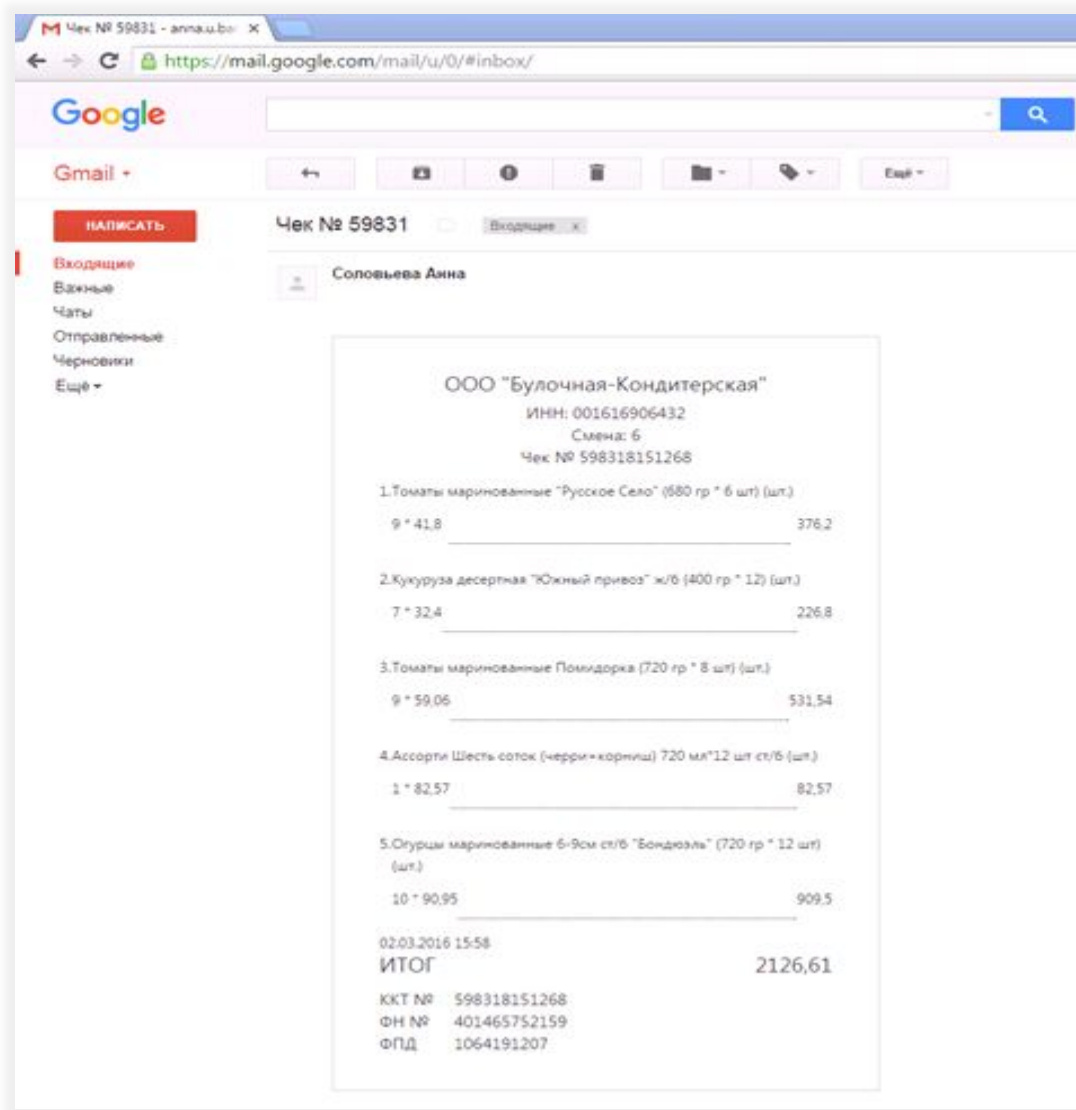 Чек № 59831 - anna.u.ba
https://mail.google.com/mail/u/0/#inbox/
Google
Gmail
Ещё
НАПИСАТЬ
Чек № 59831
Входящие x
Входящие
Важные
Чаты
Отправленные
Черновики
Ещё
Соловьева Анна
ООО "Булочная-Кондитерская"
ИНН: 001616906432
Смена: 6
Чек № 598318151268
1.Томаты маринованные "Русское Село" (680 гр * 6 шт) (шт.)
9 * 41,8 376,2
2.Кукуруза десертная "Южный привоз" ж/б (400 гр * 12) (шт.)
7 * 32,4 226,8
3.Томаты маринованные Помидорка (720 гр * 8 шт) (шт.)
9 * 59,06 531,54
4.Ассорти Шесть соток (черри+корниш) 720 мл*12 шт ст/б (шт.)
1 * 82,57 82,57
5.Огурцы маринованные 6-9см ст/б "Бондюэль" (720 гр * 12 шт)
(шт.)
10 * 90,95 909,5
02.03.2016 15:58
ИТОГ 2126,61
ККТ № 598318151268
ФН № 401465752159
ФПД 1064191207